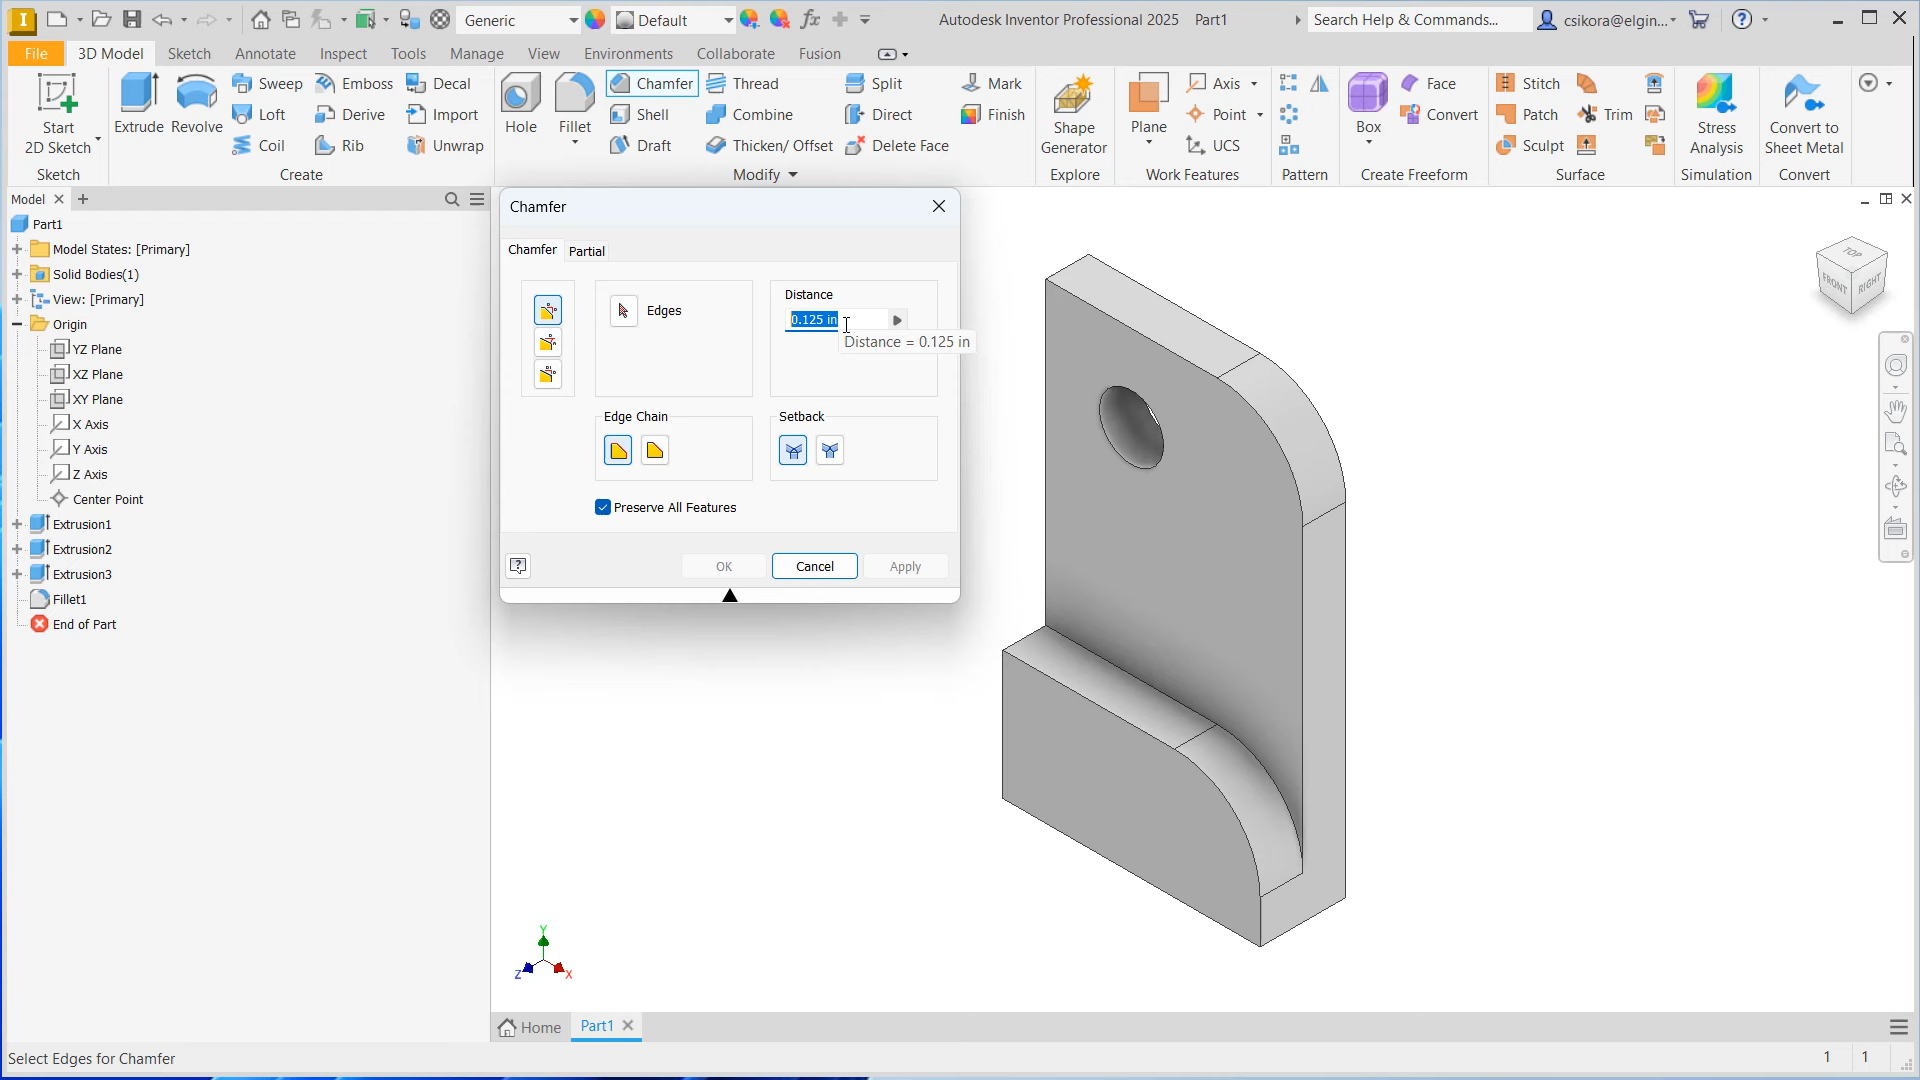 Generic
Default
Autodesk Inventor Professional 2025 Part1
Search Help & Commands...
csikora@elgin...
File
3D Model
Sketch
Annotate
Inspect
Tools
Manage
View
Environments
Collaborate
Fusion
Start
2D Sketch
Sketch
Extrude
Revolve
Sweep
Loft
Coil
Emboss
Derive
Rib
Decal
Import
Unwrap
Create
Hole
Fillet
Chamfer
Shell
Draft
Thread
Combine
Thicken/ Offset
Split
Direct
Delete Face
Mark
Finish
Modify
Shape
Generator
Explore
Plane
Axis
Point
UCS
Work Features
Pattern
Box
Face
Convert
Create Freeform
Stitch
Patch
Sculpt
Trim
Surface
Stress
Analysis
Simulation
Convert to
Sheet Metal
Convert
Model
Part1
Model States: [Primary]
Solid Bodies(1)
View: [Primary]
Origin
YZ Plane
XZ Plane
XY Plane
X Axis
Y Axis
Z Axis
Center Point
Extrusion1
Extrusion2
Extrusion3
Fillet1
End of Part
Chamfer
Chamfer
Partial
Edges
Distance
0.125 in
Distance = 0.125 in
Edge Chain
Setback
Preserve All Features
OK
Cancel
Apply
TOP
FRONT
RIGHT
Y
Z
X
Home
Part1
Select Edges for Chamfer
1
1